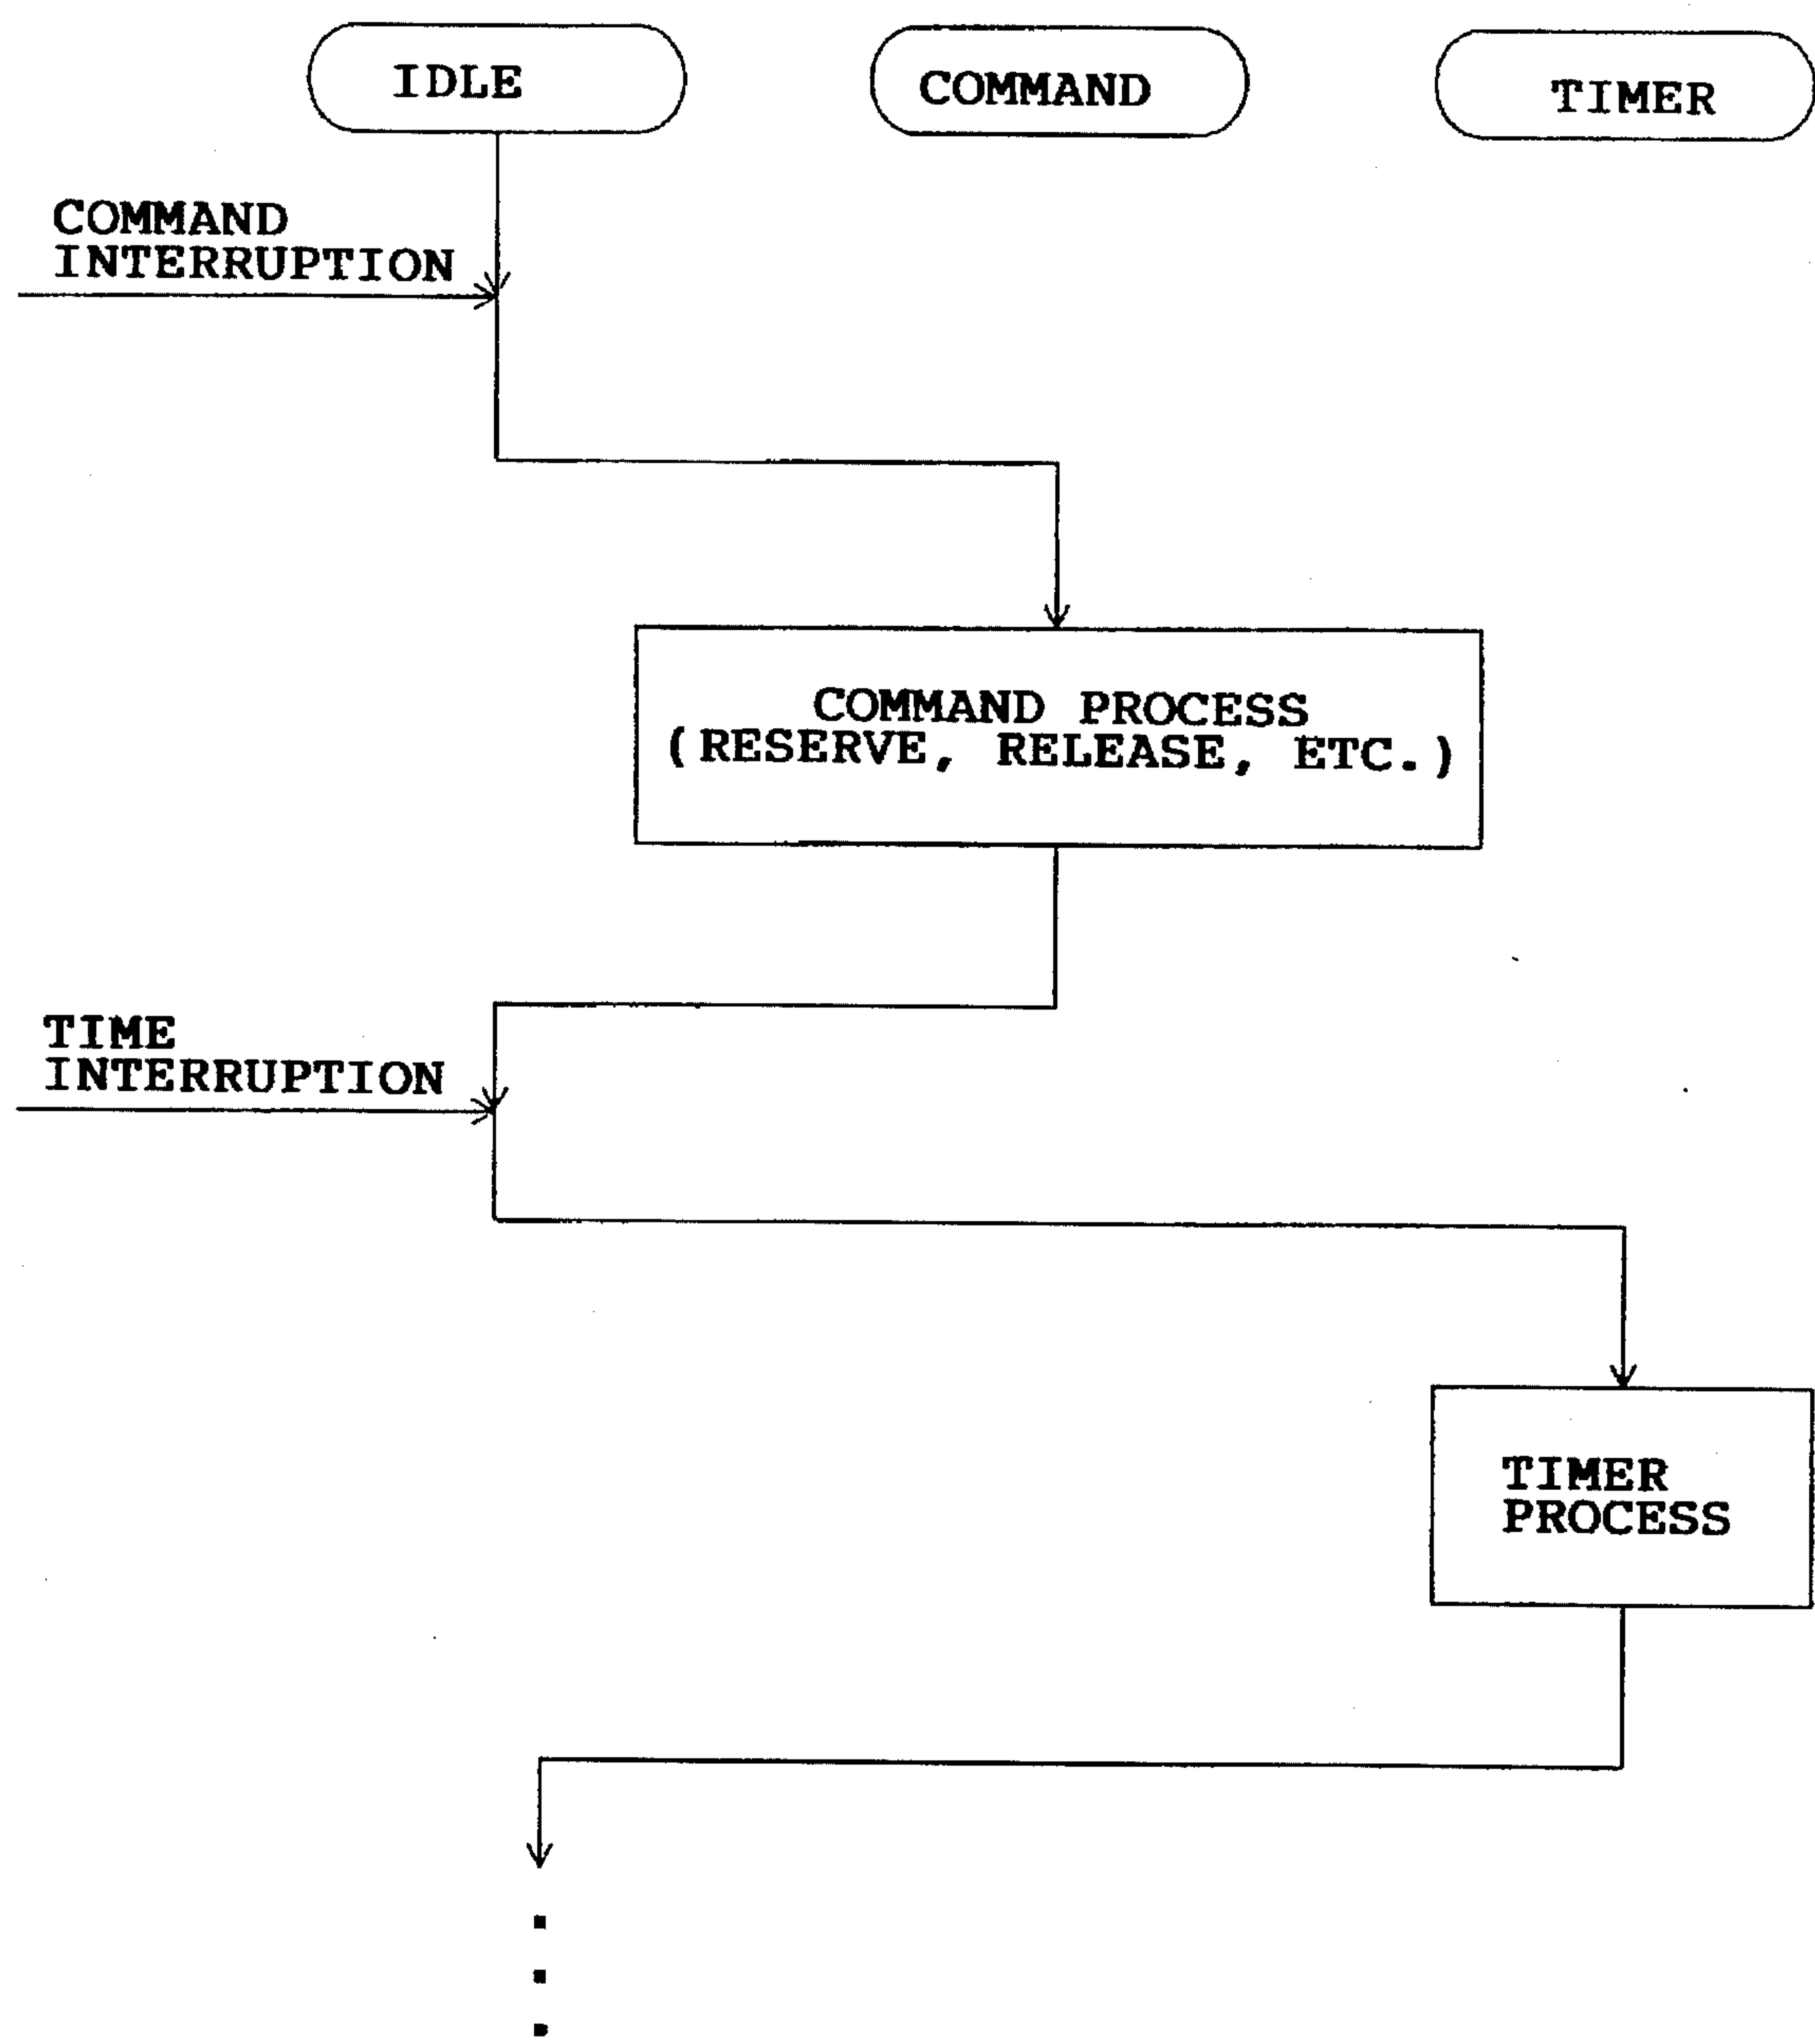 IDLE
COMMAND
TIMER
COMMAND
INTERRUPTION
COMMAND PROCESS
(RESERVE, RELEASE, ETC.)
TIME
INTERRUPTION
TIMER
PROCESS